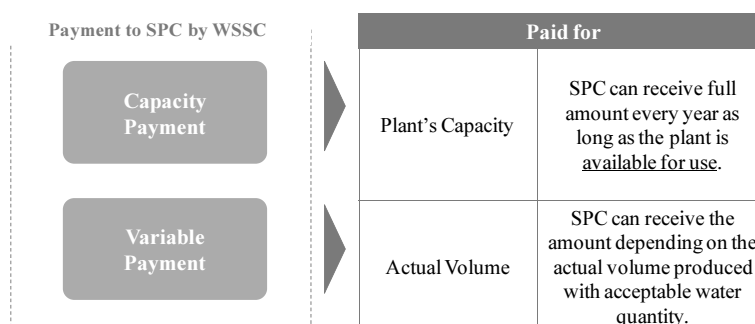 Payment to SPC by WSSC
Paid for
Capacity
Payment
Plant's Capacity
SPC can receive full
amount every year as
long as the plant is
available for use.
Variable
Payment
Actual Volume
SPC can receive the
amount depending on the
actual volume produced
with acceptable water
quantity.